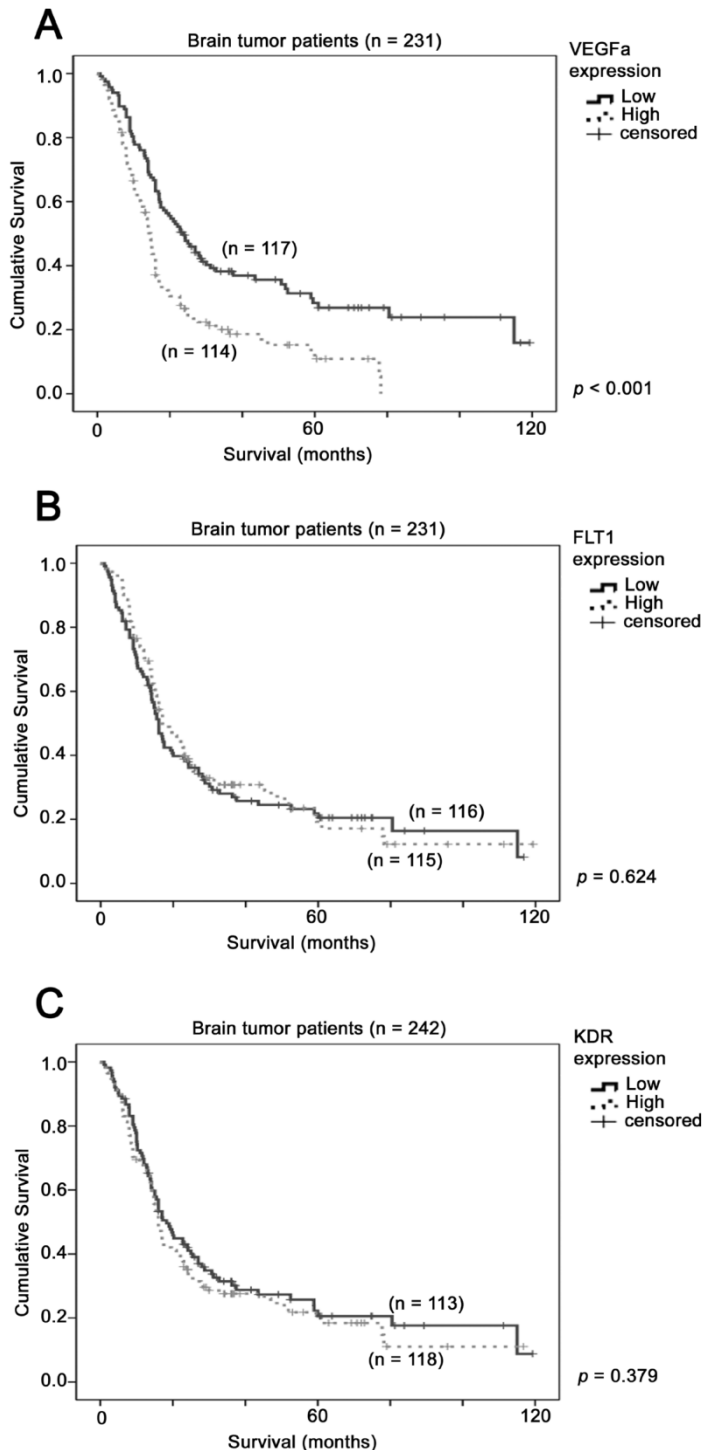 A
Brain tumor patients (n = 231)
VEGFa
expression
Low
High
censored
1.0
0.8
0.6
0.4
0.2
0.0
Cumulative Survival
(n = 117)
(n = 114)
p < 0.001
0
60
120
Survival (months)
B
Brain tumor patients (n = 231)
FLT1
expression
Low
High
censored
1.0
0.8
0.6
0.4
0.2
0.0
Cumulative Survival
(n = 116)
(n = 115)
p = 0.624
0
60
120
Survival (months)
C
Brain tumor patients (n = 242)
KDR
expression
Low
High
censored
1.0
0.8
0.6
0.4
0.2
0.0
Cumulative Survival
(n = 113)
(n = 118)
p = 0.379
0
60
120
Survival (months)